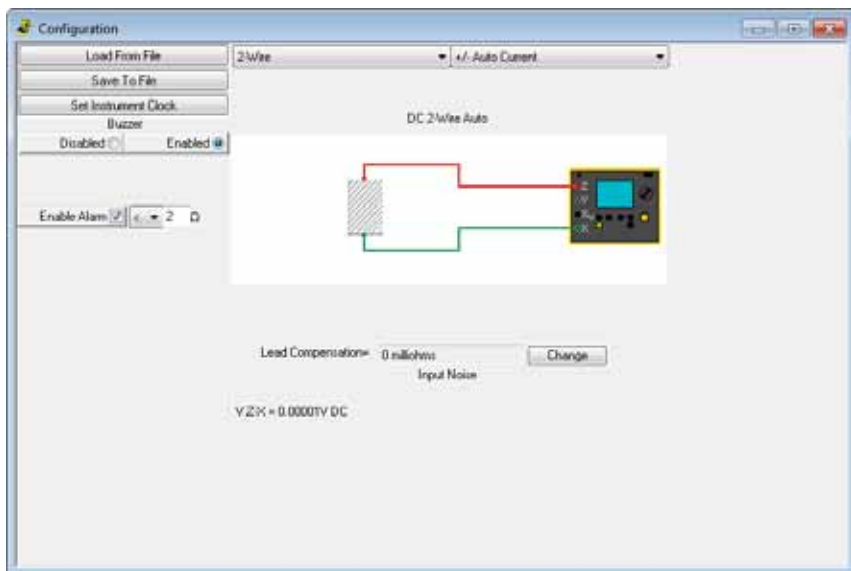 Configuration
Load From File
2-Wire
+/- Auto Current
Save To File
Set Instrument Clock
Buzzer
DC 2-Wire Auto
Disabled Enabled
Enable Alarm < 2 Ω
Z
V
X
Lead Compensation= 0 milliohms Change
Input Noise
V Z-X = 0.00001V DC